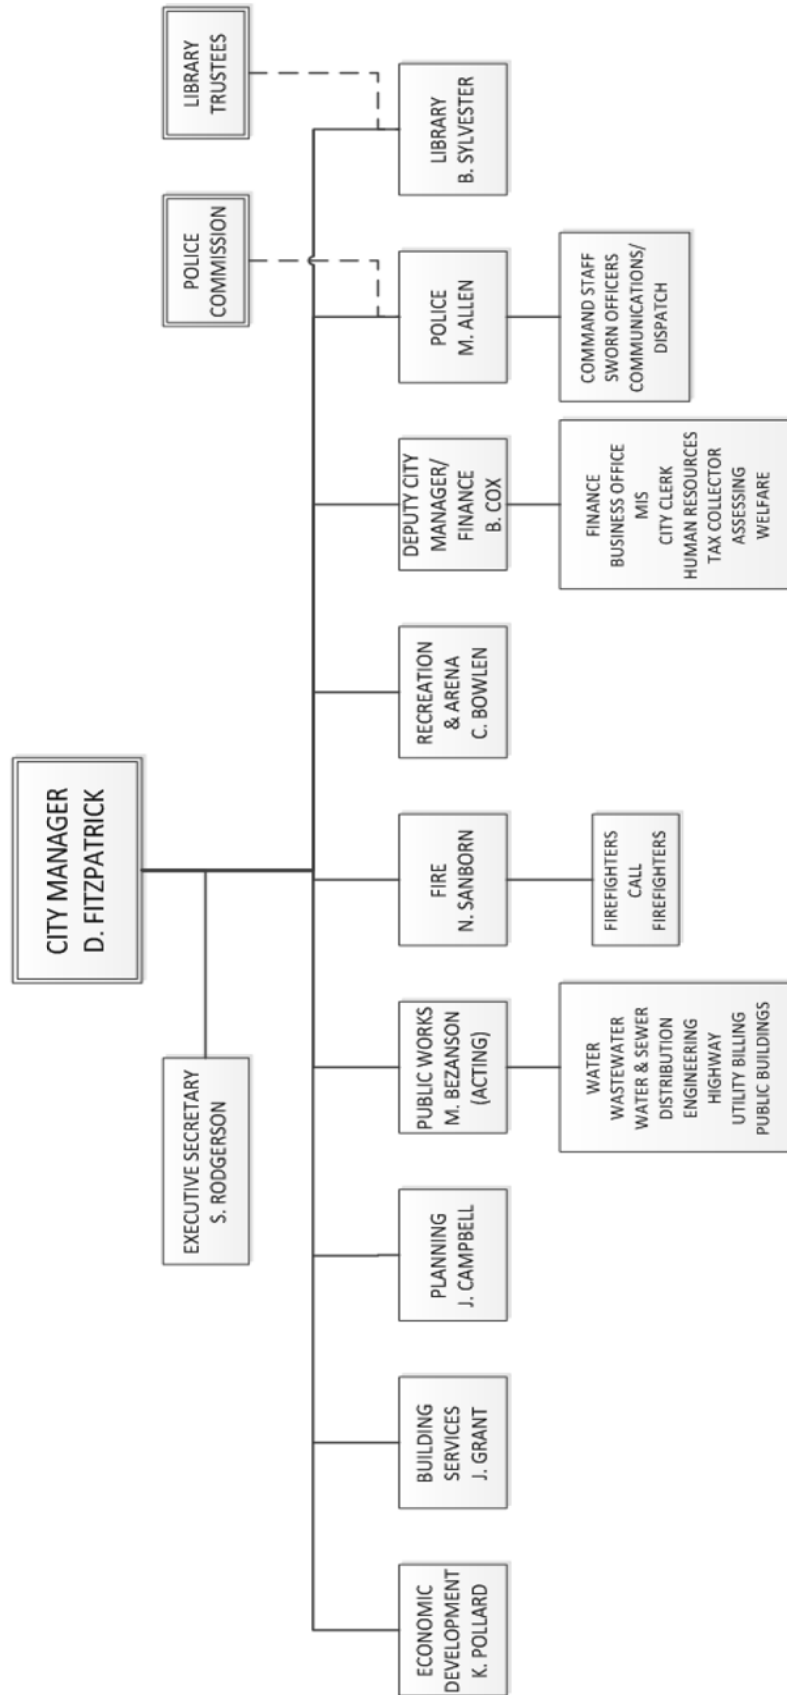 CITY MANAGER
D. FITZPATRICK
EXECUTIVE SECRETARY
S. RODGERSON
POLICE
COMMISSION
LIBRARY
TRUSTEES
ECONOMIC
DEVELOPMENT
K. POLLARD
BUILDING
SERVICES
J. GRANT
PLANNING
J. CAMPBELL
PUBLIC WORKS
M. BEZANSON
(ACTING)
FIRE
N. SANBORN
RECREATION
& ARENA
C. BOWLEN
DEPUTY CITY
MANAGER/
FINANCE
B. COX
POLICE
M. ALLEN
LIBRARY
B. SYLVESTER
WATER
WASTEWATER
WATER & SEWER
DISTRIBUTION
ENGINEERING
HIGHWAY
UTILITY BILLING
PUBLIC BUILDINGS
FIREFIGHTERS
CALL
FIREFIGHTERS
FINANCE
BUSINESS OFFICE
MIS
CITY CLERK
HUMAN RESOURCES
TAX COLLECTOR
ASSESSING
WELFARE
COMMAND STAFF
SWORN OFFICERS
COMMUNICATIONS/
DISPATCH